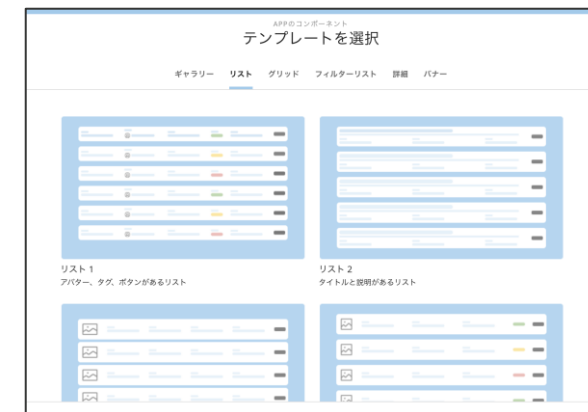 APPのコンポーネント
テンプレートを選択
ギャラリー リスト グリッド フィルターリスト 詳細 バナー
リスト 1
アバター、タグ、ボタンがあるリスト
リスト 2
タイトルと説明があるリスト